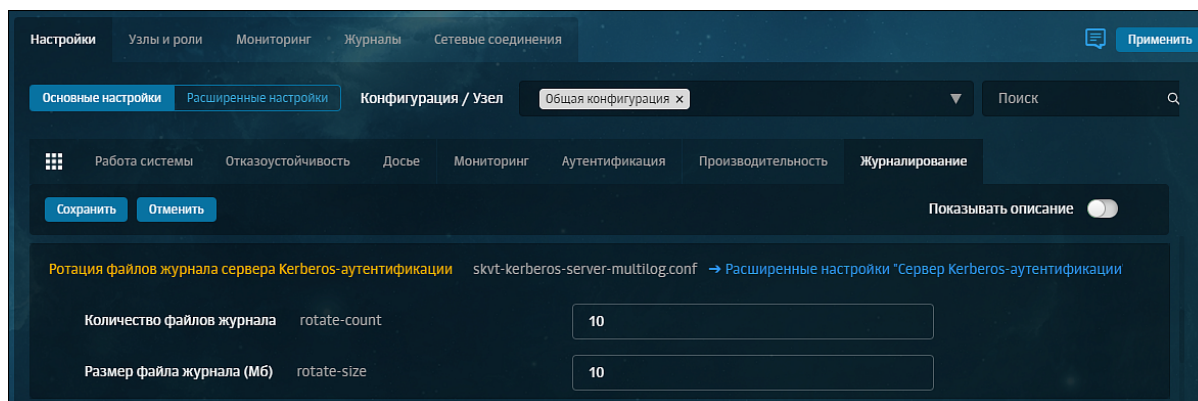 Настройки Узлы и роли Мониторинг Журналы Сетевые соединения Применить
Основные настройки Расширенные настройки Конфигурация / Узел Общая конфигурация × Поиск
Работа системы Отказоустойчивость Досье Мониторинг Аутентификация Производительность Журналирование
Сохранить Отменить Показывать описание
Ротация файлов журнала сервера Kerberos-аутентификации skvt-kerberos-server-multilog.conf → Расширенные настройки "Сервер Kerberos-аутентификации
Количество файлов журнала rotate-count 10
Размер файла журнала (Мб) rotate-size 10